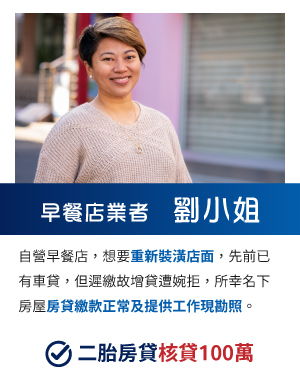 早餐店業者 劉小姐
自營早餐店，想要重新裝潢店面，先前已
有車貸，但遲繳故增貸遭婉拒，所幸名下
房屋房貸繳款正常及提供工作現勘照。
二胎房貸核貸100萬